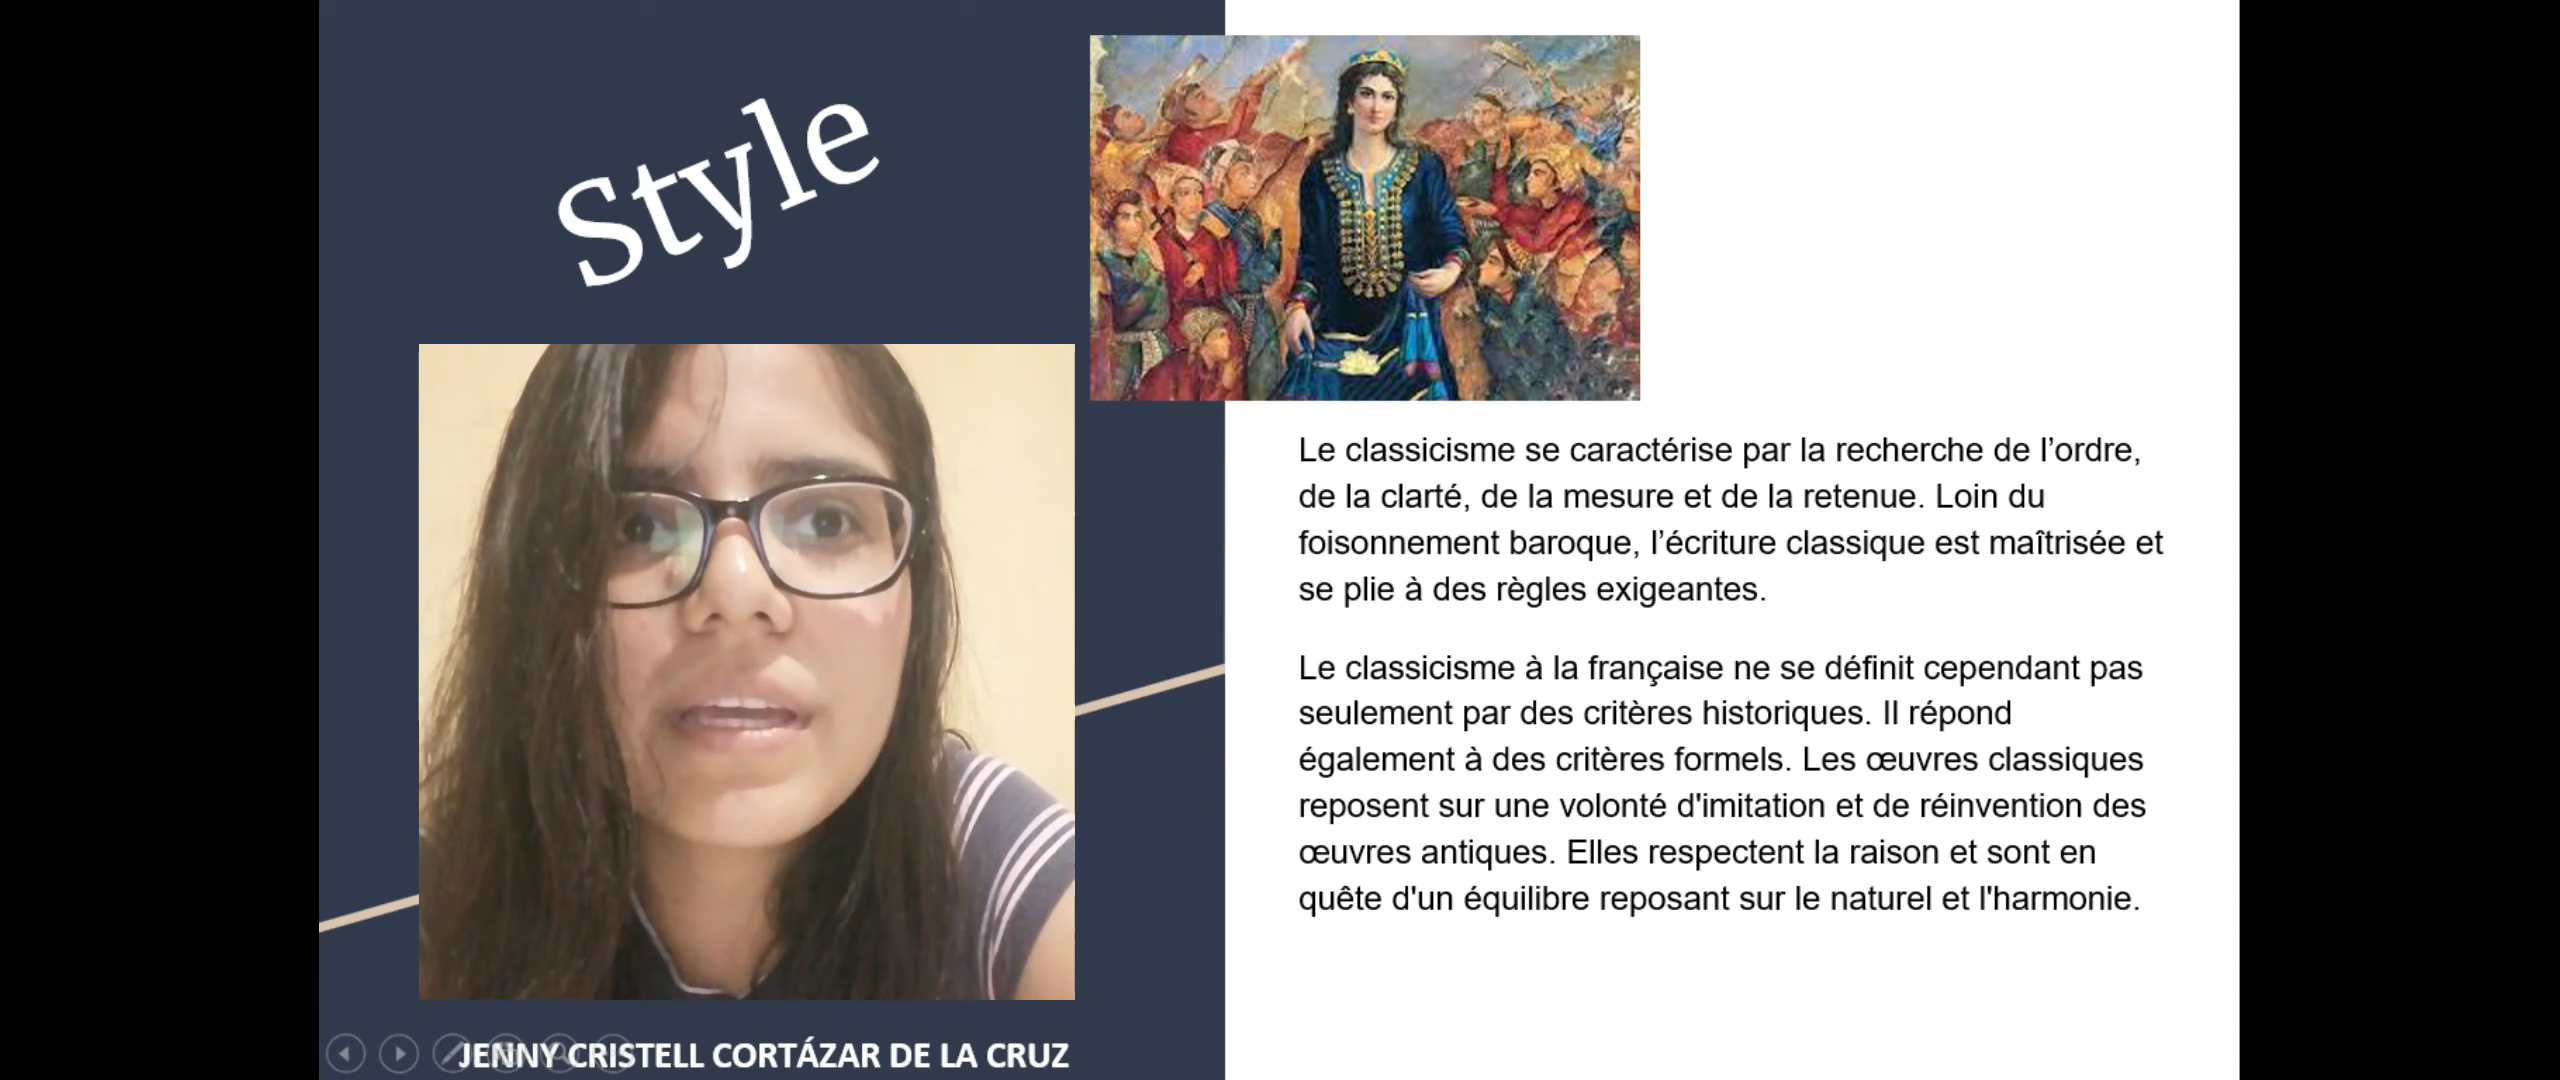 Style
JENNY CRISTELL CORTÁZAR DE LA CRUZ
Le classicisme se caractérise par la recherche de l’ordre,
de la clarté, de la mesure et de la retenue. Loin du
foisonnement baroque, l’écriture classique est maîtrisée et
se plie à des règles exigeantes.
Le classicisme à la française ne se définit cependant pas
seulement par des critères historiques. Il répond
également à des critères formels. Les œuvres classiques
reposent sur une volonté d'imitation et de réinvention des
œuvres antiques. Elles respectent la raison et sont en
quête d'un équilibre reposant sur le naturel et l'harmonie.